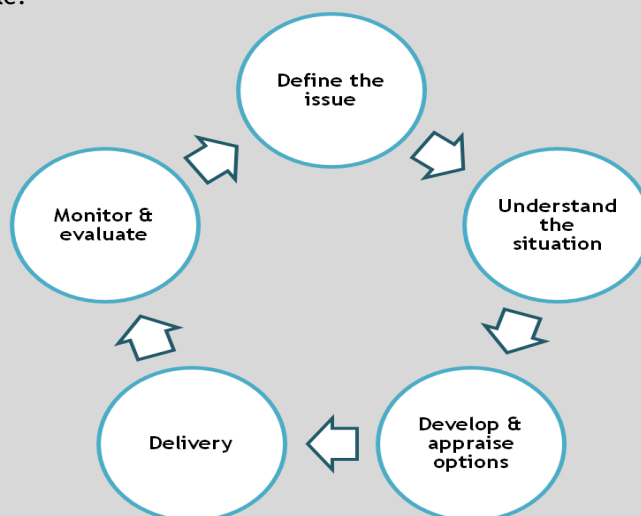 Define the
issue
Understand
the
situation
Develop &
appraise
options
Delivery
Monitor &
evaluate